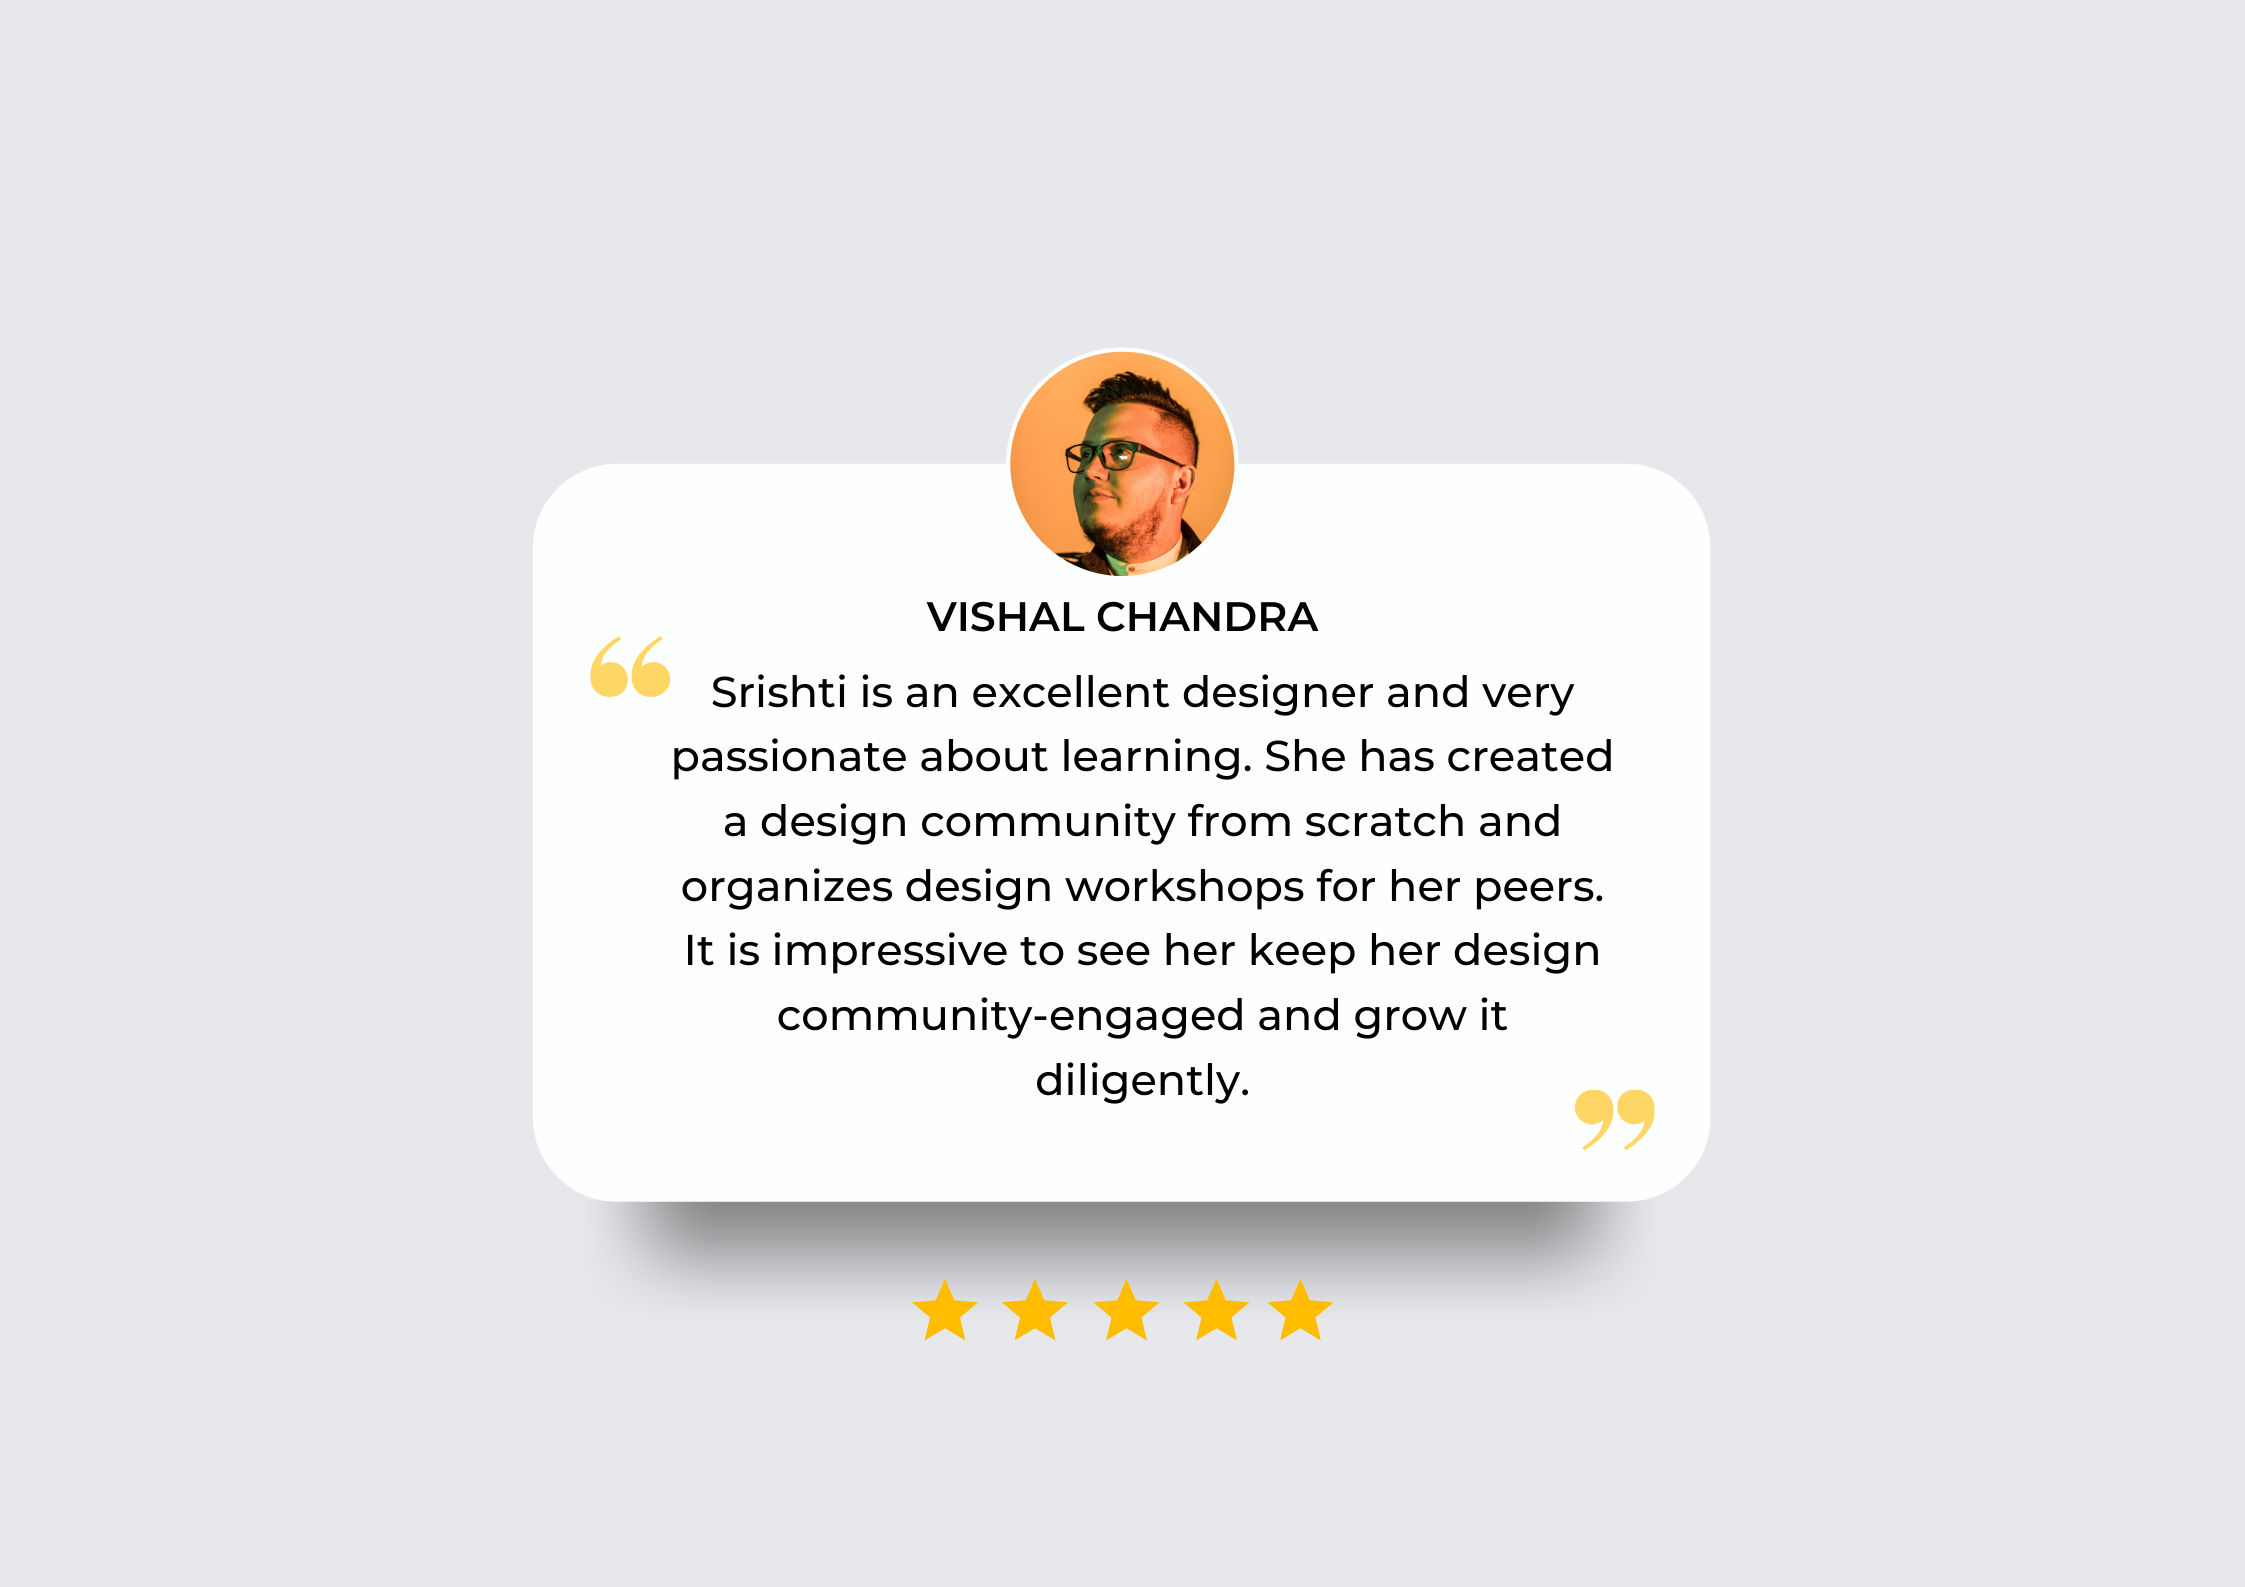 VISHAL CHANDRA
Srishti is an excellent designer and very
passionate about learning. She has created
a design community from scratch and
organizes design workshops for her peers.
It is impressive to see her keep her design
community-engaged and grow it
diligently.